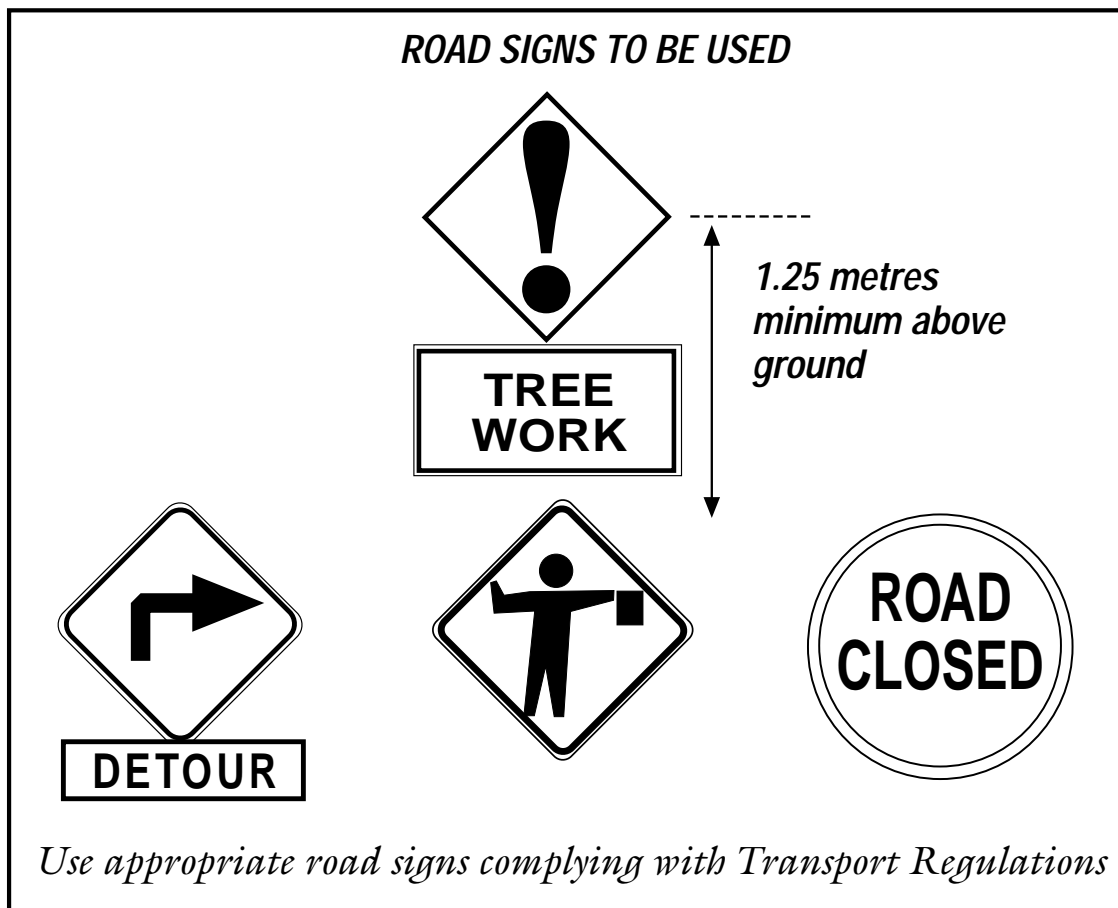 ROAD SIGNS TO BE USED
!
1.25 metres
minimum above
ground
TREE
WORK
DETOUR
ROAD
CLOSED
Use appropriate road signs complying with Transport Regulations